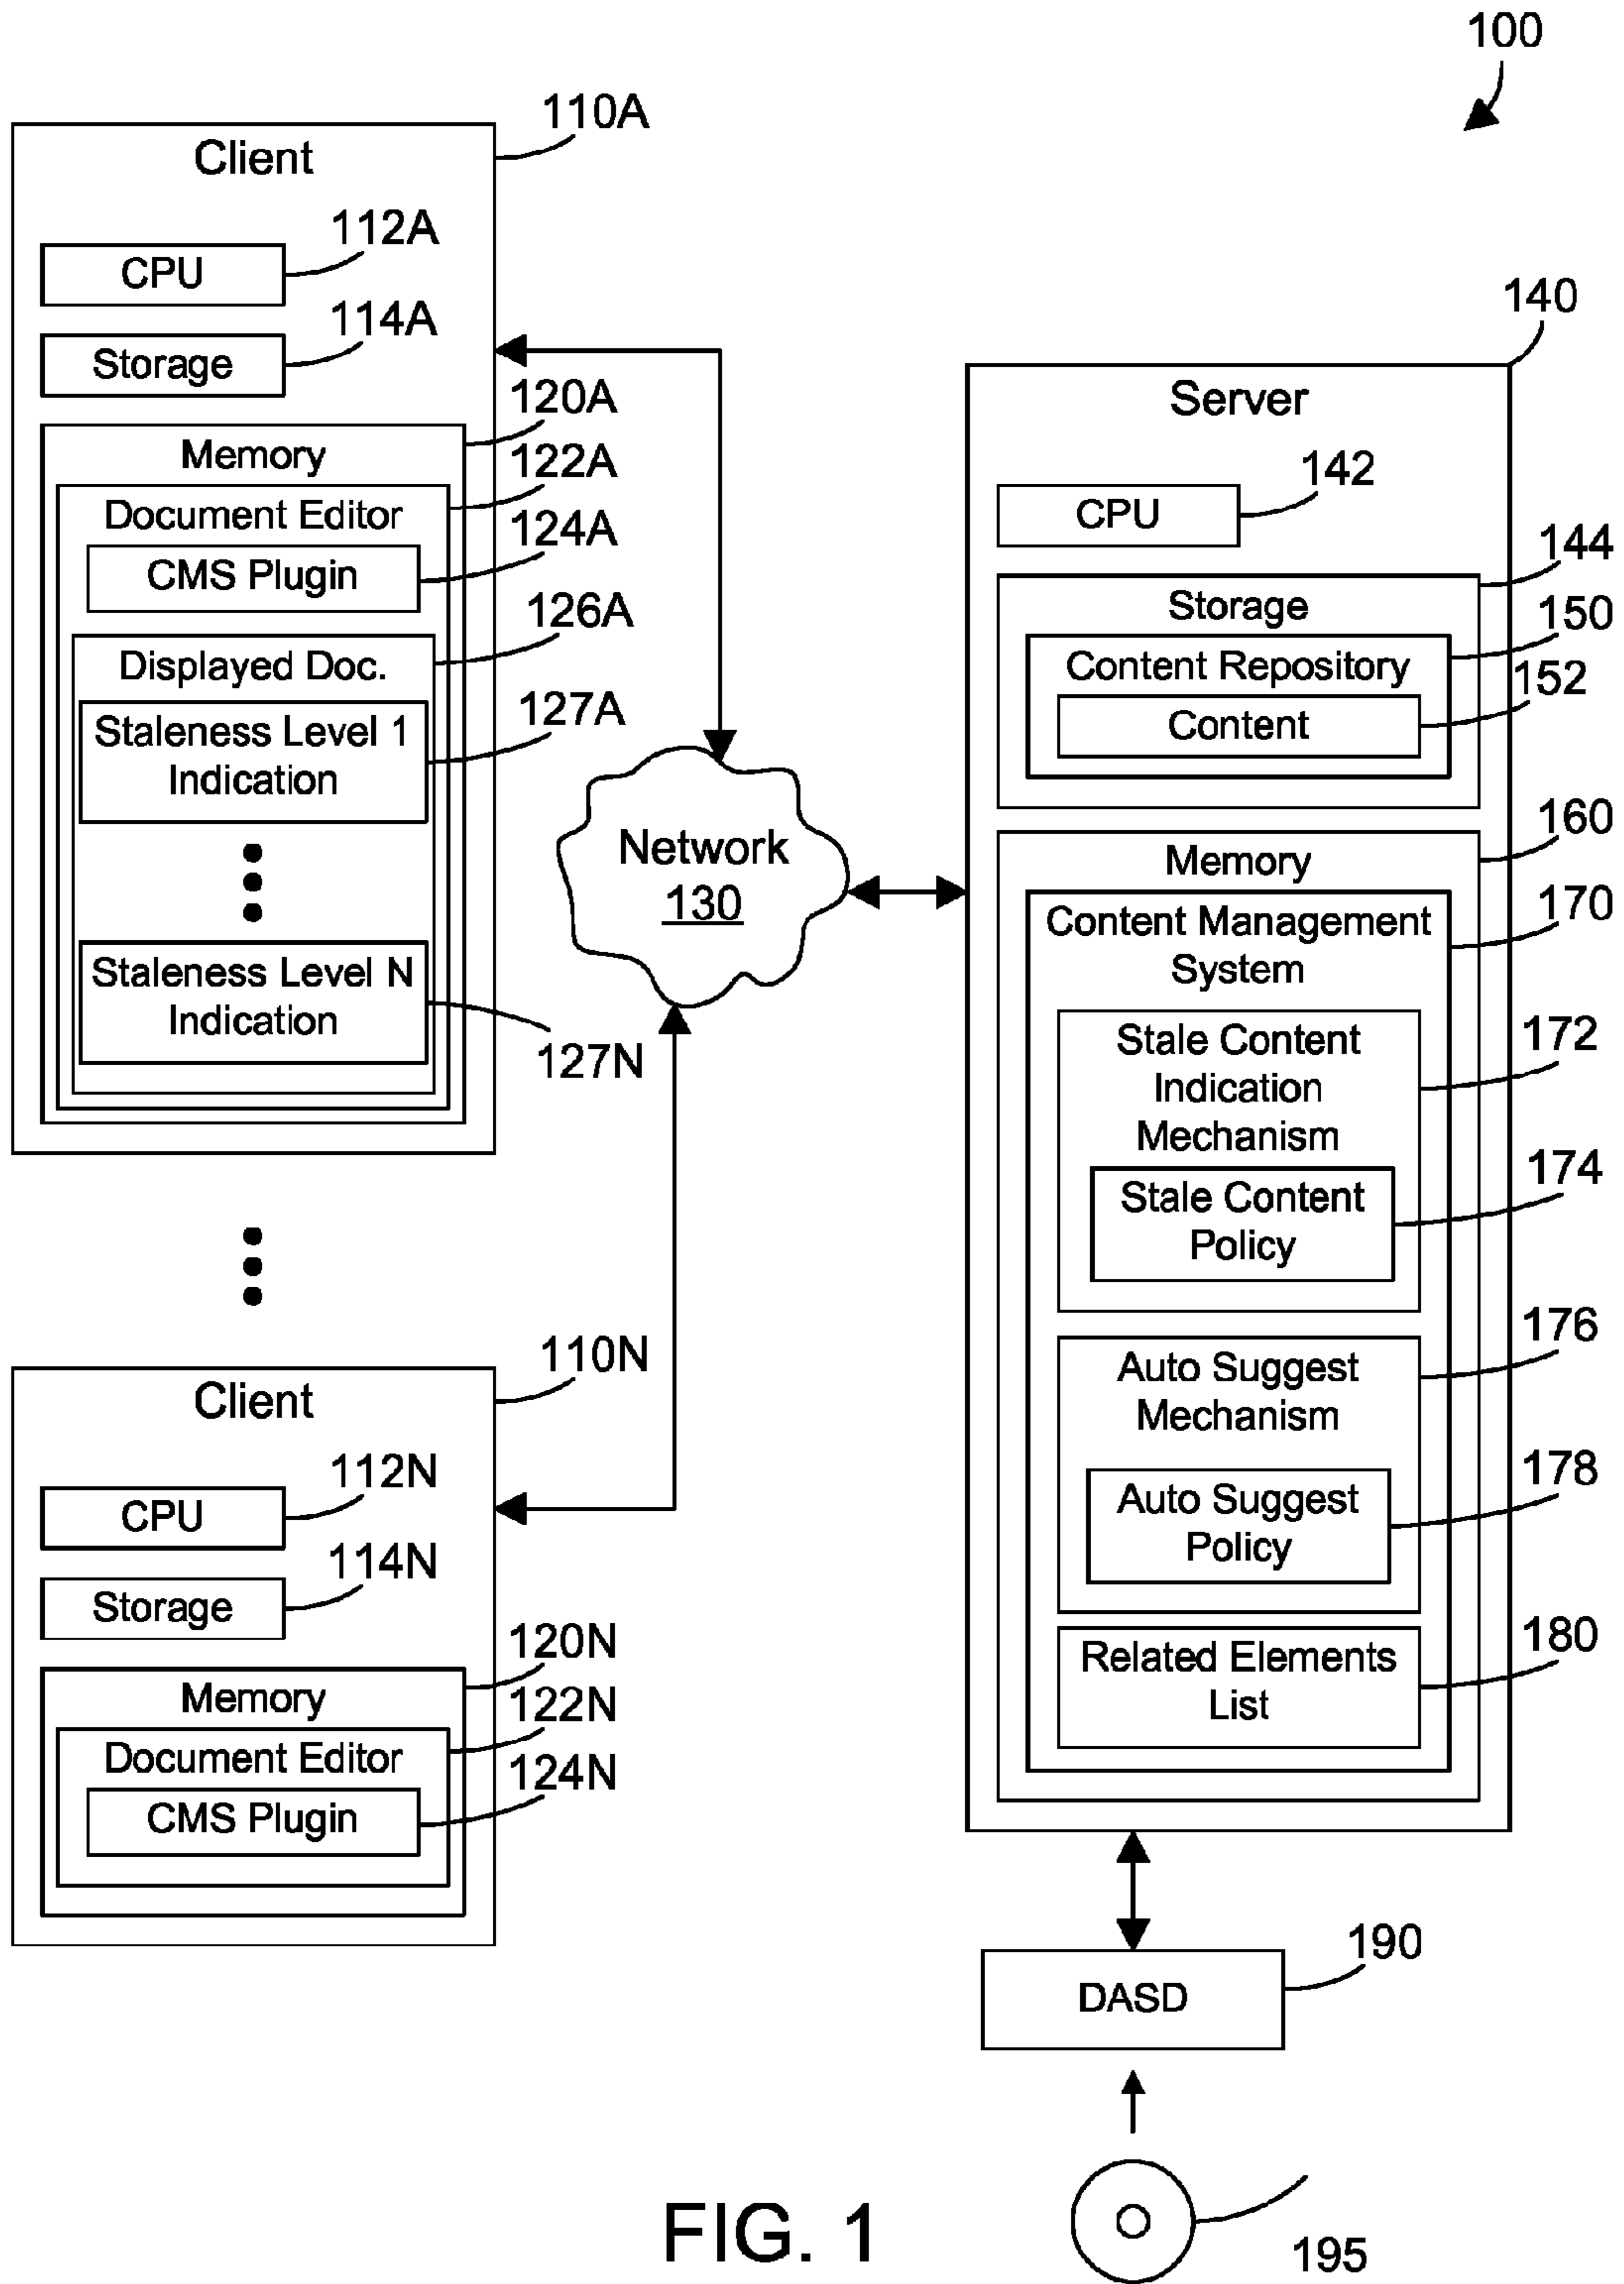 100
110A
Client
112A
CPU
114A
Storage
120A
Memory
122A
Document Editor
124A
CMS Plugin
126A
Displayed Doc.
127A
Staleness Level 1
Indication
Staleness Level N
Indication
127N
110N
Client
112N
CPU
114N
Storage
120N
Memory
122N
Document Editor
124N
CMS Plugin
Network
130
140
Server
142
CPU
144
Storage
150
Content Repository
152
Content
160
Memory
170
Content Management
System
172
Stale Content
Indication
Mechanism
174
Stale Content
Policy
176
Auto Suggest
Mechanism
178
Auto Suggest
Policy
180
Related Elements
List
190
DASD
195
FIG. 1